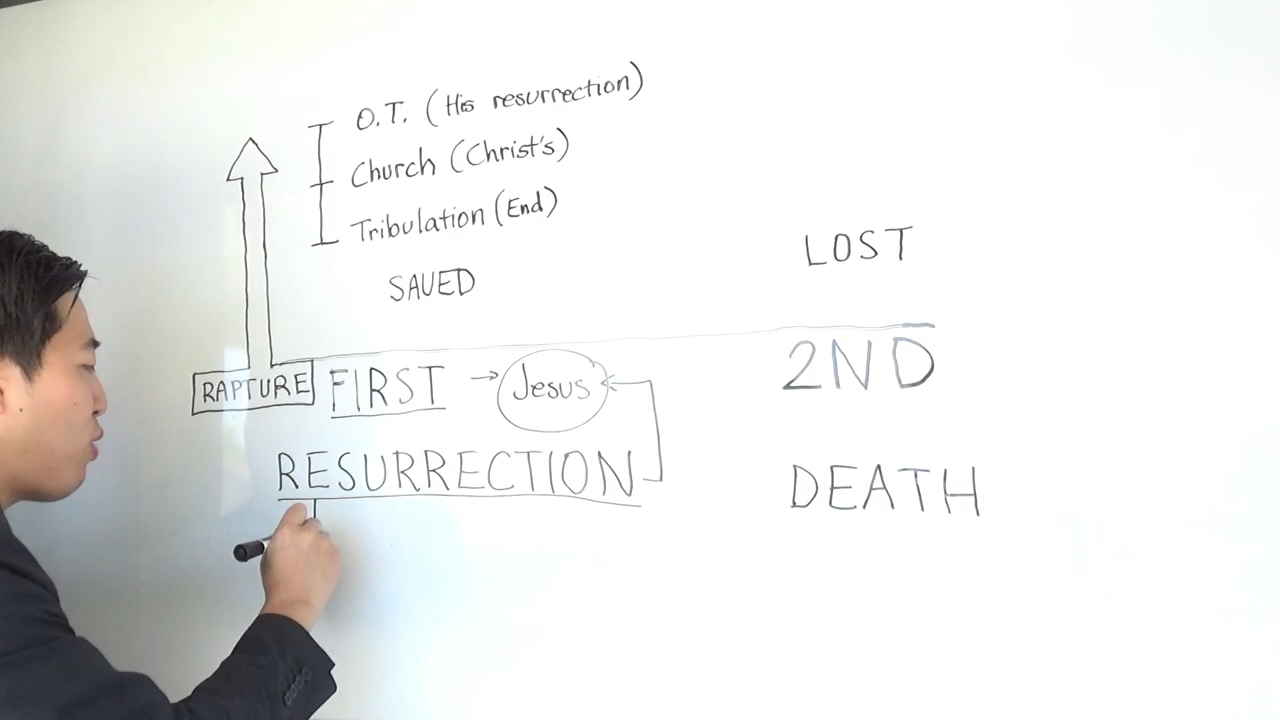 O.T. (His resurrection)
Church (Christ's)
Tribulation (End)
SAVED
LOST
RAPTURE
FIRST → Jesus
2ND
RESURRECTION
DEATH